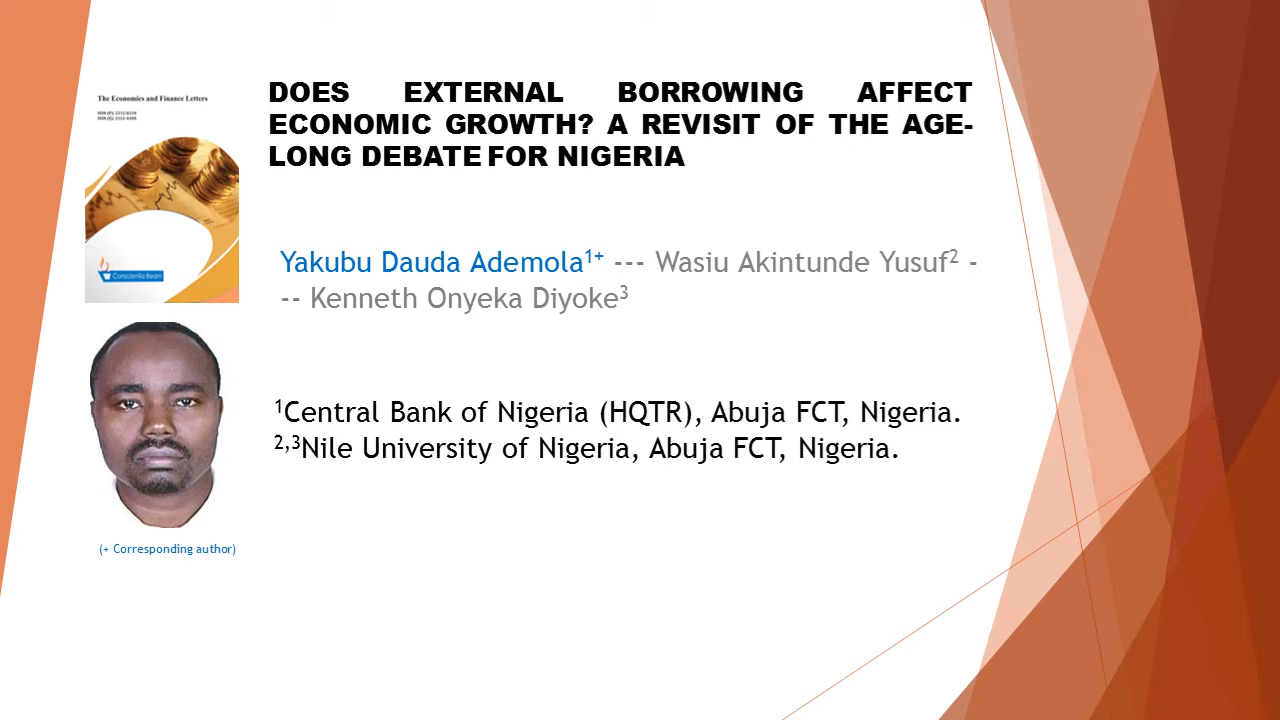 The Economics and Finance Letters
DOES EXTERNAL BORROWING AFFECT
ECONOMIC GROWTH? A REVISIT OF THE AGE-
LONG DEBATE FOR NIGERIA
Yakubu Dauda Ademola1+ --- Wasiu Akintunde Yusuf2 -
-- Kenneth Onyeka Diyoke3
Conscientia Beam
1Central Bank of Nigeria (HQTR), Abuja FCT, Nigeria.
2,3Nile University of Nigeria, Abuja FCT, Nigeria.
(+ Corresponding author)